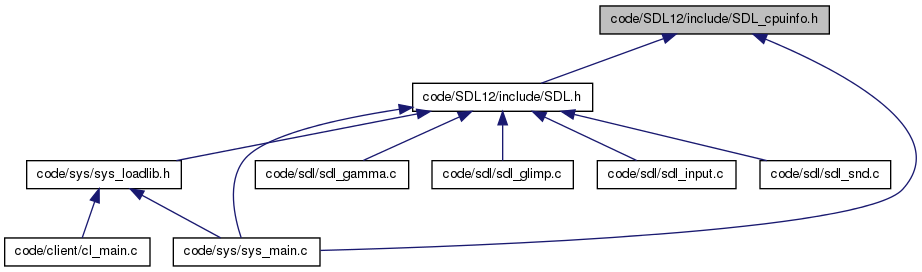 code/SDL12/include/SDL_cpuinfo.h
code/SDL12/include/SDL.h
code/sys/sys_loadlib.h
code/sdl/sdl_gamma.c
code/sdl/sdl_glimp.c
code/sdl/sdl_input.c
code/sdl/sdl_snd.c
code/client/cl_main.c
code/sys/sys_main.c